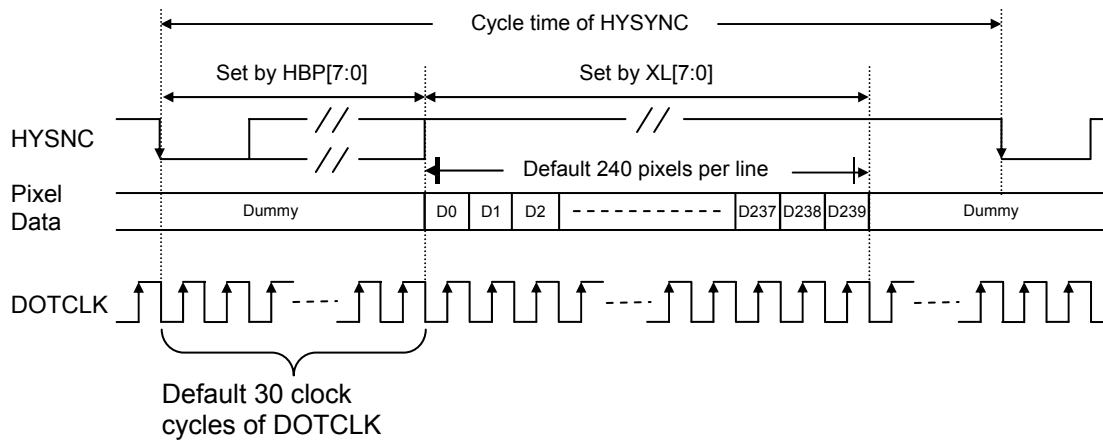 Cycle time of HYSYNC
Set by HBP[7:0]
Set by XL[7:0]
HYSNC
Default 240 pixels per line
Pixel
Data
Dummy
D0
D1
D2
D237
D238
D239
Dummy
DOTCLK
Default 30 clock
cycles of DOTCLK